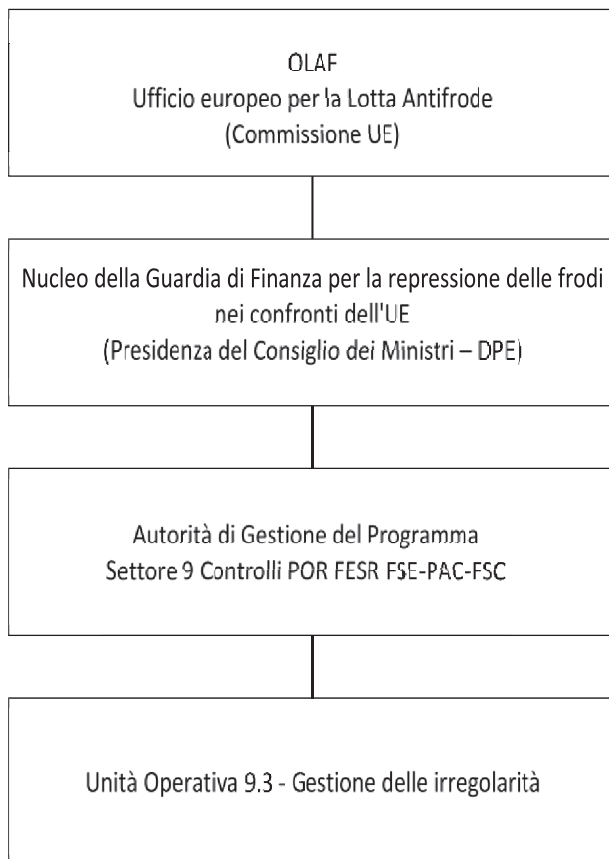 OLAF
Ufficio europeo per la Lotta Antifrode
(Commissione UE)
Nucleo della Guardia di Finanza per la repressione delle frodi
nei confronti dell'UE
(Presidenza del Consiglio dei Ministri – DPE)
Autorità di Gestione del Programma
Settore 9 Controlli POR FESR FSE-PAC-FSC
Unità Operativa 9.3 - Gestione delle irregolarità